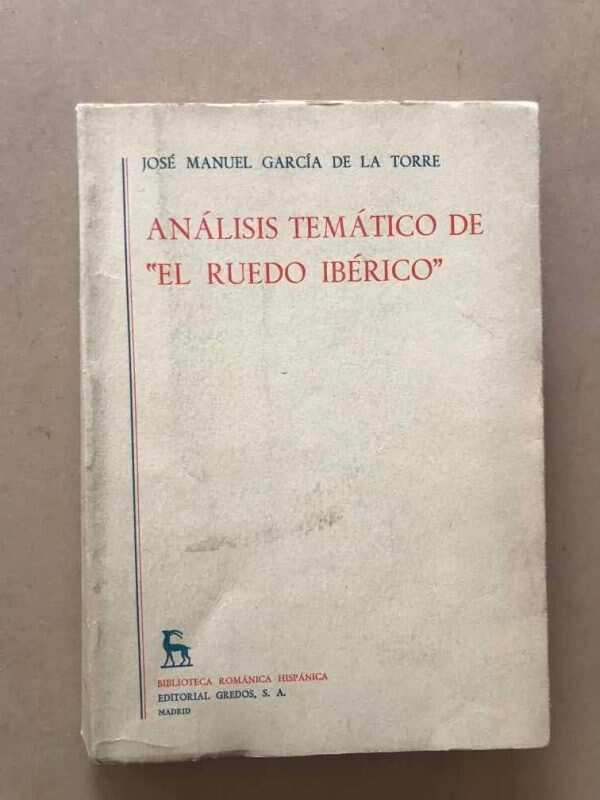 JOSÉ MANUEL GARCÍA DE LA TORRE
ANÁLISIS TEMÁTICO DE
“EL RUEDO IBÉRICO”
BIBLIOTECA ROMÁNICA HISPÁNICA
EDITORIAL GREDOS, S. A.
MADRID